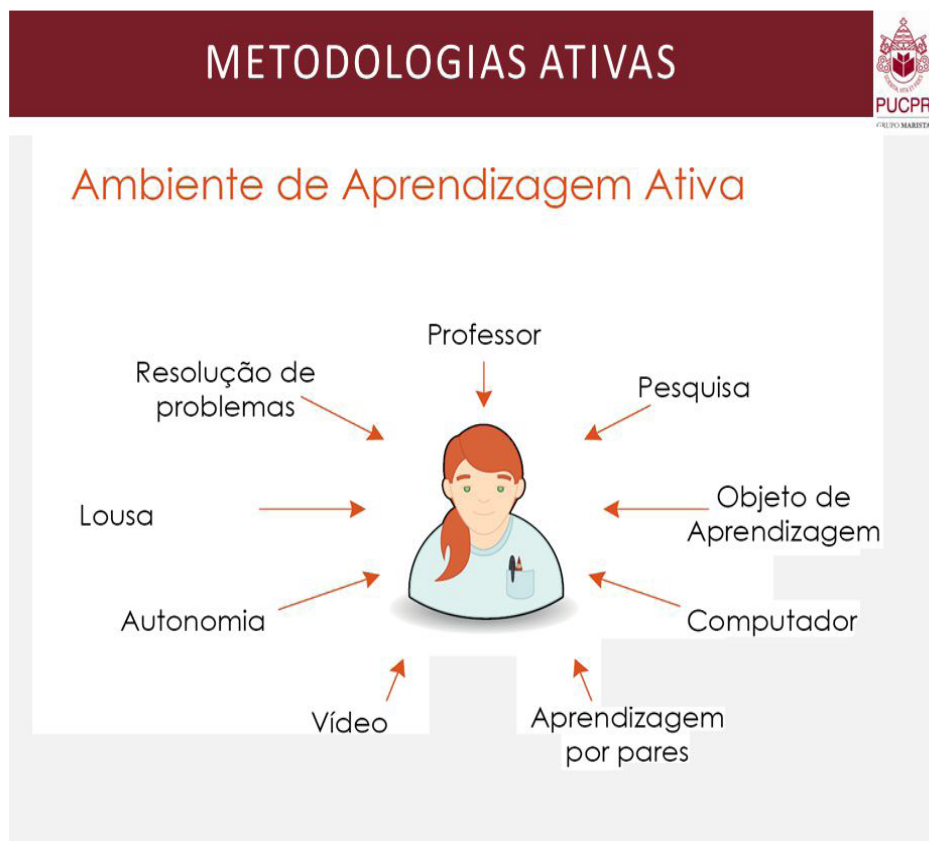 METODOLOGIAS ATIVAS
PUCPR
GRUPO MARISTA
Ambiente de Aprendizagem Ativa
Professor
Resolução de
problemas
Pesquisa
Lousa
Objeto de
Aprendizagem
Autonomia
Computador
Vídeo
Aprendizagem
por pares